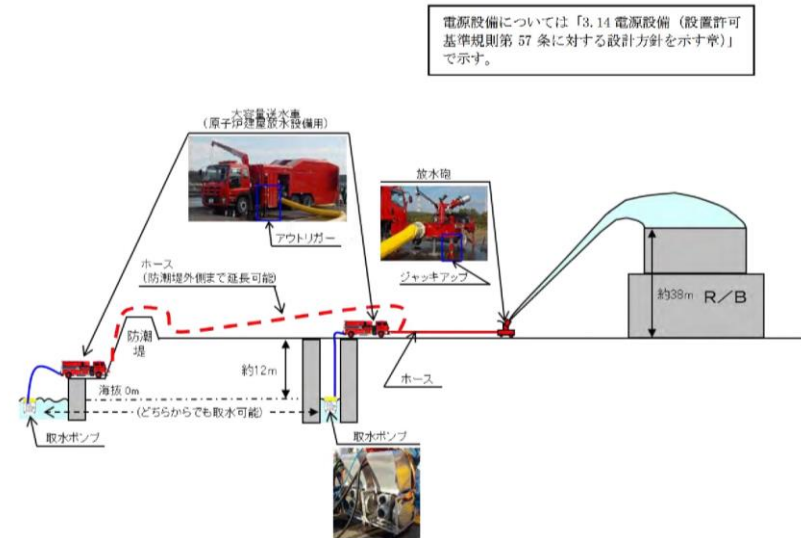 電源設備については「3.14 電源設備（設置許可
基準規則第 57 条に対する設計方針を示す章）」
で示す。
大容量送水車
（原子炉建屋放水設備用）
放水砲
アウトリガー
ホース
（防潮堤外側まで延長可能）
ジャッキアップ
約38m R／B
防潮
堤
約12m
ホース
海抜 0m
（どちらからでも取水可能）
取水ポンプ
取水ポンプ